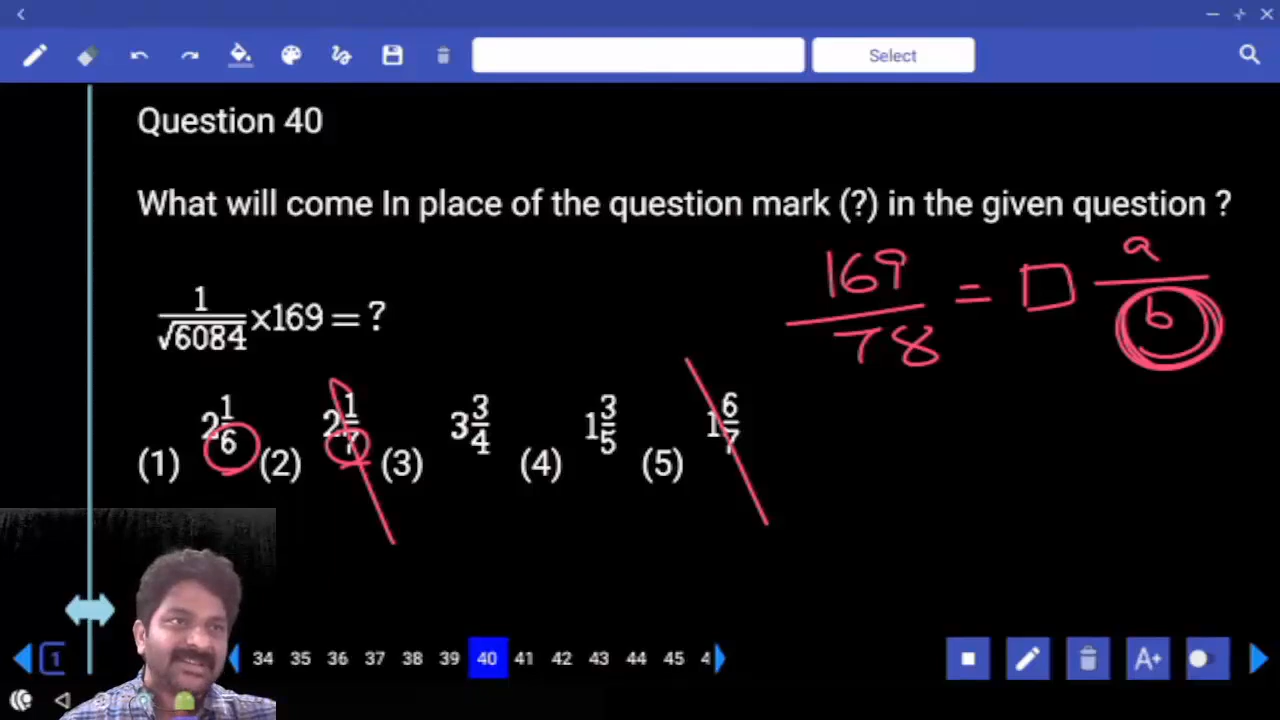 Select
Question 40
What will come In place of the question mark (?) in the given question ?
169/78 = □ a/b
1/√6084 ×169 = ?
(1) 2 1/6 (2) 2 1/7 (3) 3 3/4 (4) 1 3/5 (5) 1 6/7
1 34 35 36 37 38 39 40 41 42 43 44 45 4 A+